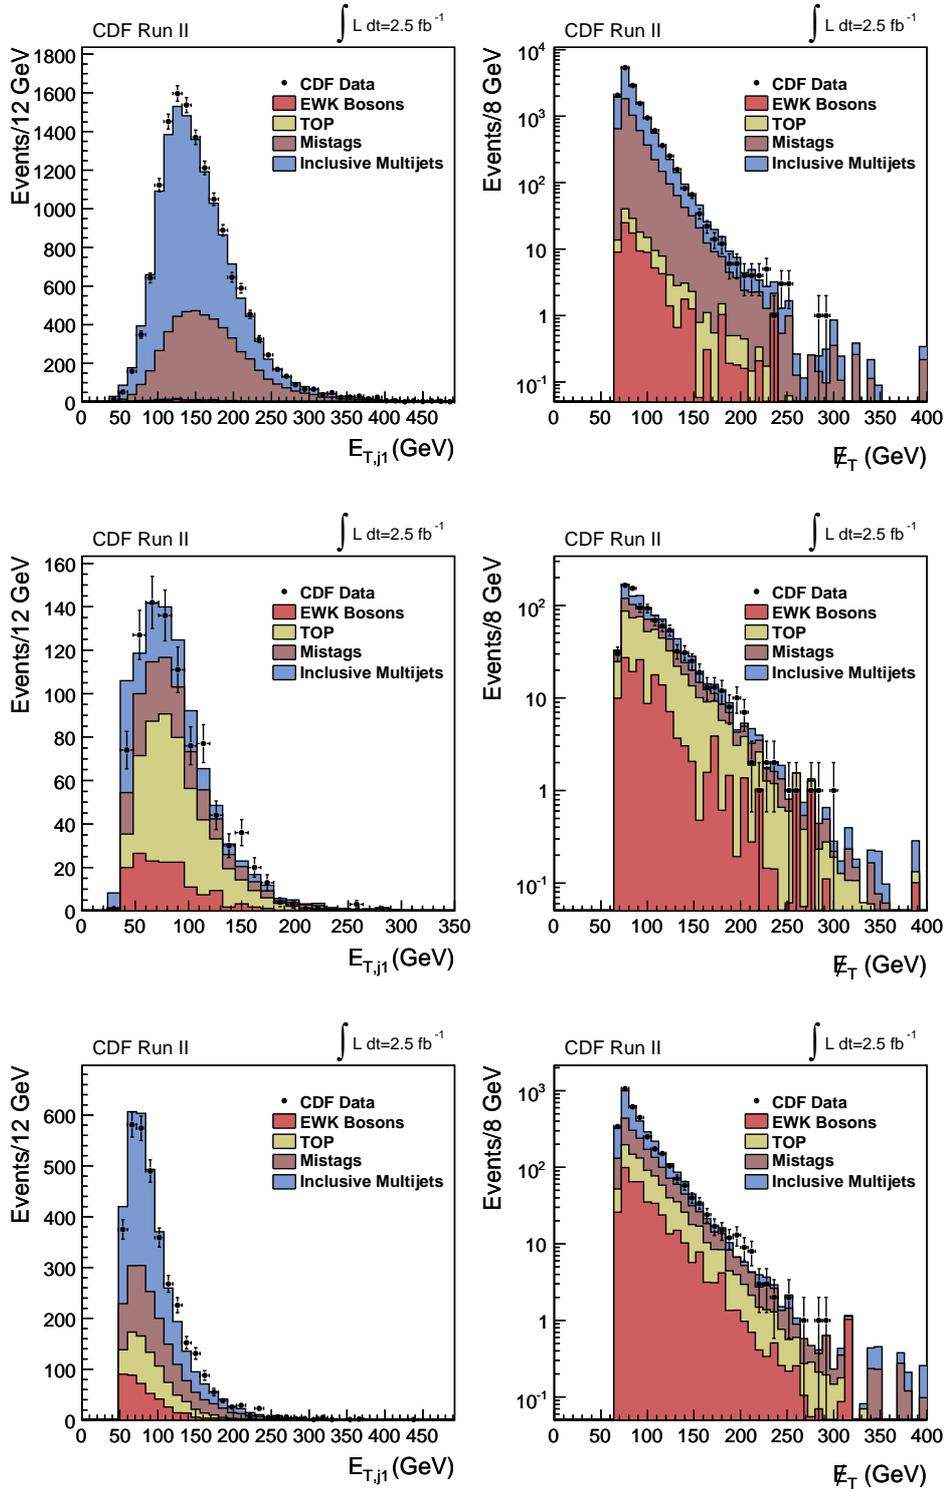 CDF Run II
∫ L dt=2.5 fb⁻¹
Events/12 GeV
1800
1600
1400
1200
1000
800
600
400
200
0
CDF Data
EWK Bosons
TOP
Mistags
Inclusive Multijets
0 50 100 150 200 250 300 350 400 450
E_T,j1 (GeV)
CDF Run II
∫ L dt=2.5 fb⁻¹
Events/8 GeV
10⁴
10³
10²
10
1
10⁻¹
CDF Data
EWK Bosons
TOP
Mistags
Inclusive Multijets
0 50 100 150 200 250 300 350 400
E̸_T (GeV)
CDF Run II
∫ L dt=2.5 fb⁻¹
Events/12 GeV
160
140
120
100
80
60
40
20
0
CDF Data
EWK Bosons
TOP
Mistags
Inclusive Multijets
0 50 100 150 200 250 300 350
E_T,j1 (GeV)
CDF Run II
∫ L dt=2.5 fb⁻¹
Events/8 GeV
10²
10
1
10⁻¹
CDF Data
EWK Bosons
TOP
Mistags
Inclusive Multijets
0 50 100 150 200 250 300 350 400
E̸_T (GeV)
CDF Run II
∫ L dt=2.5 fb⁻¹
Events/12 GeV
600
500
400
300
200
100
0
CDF Data
EWK Bosons
TOP
Mistags
Inclusive Multijets
0 50 100 150 200 250 300 350 400 450
E_T,j1 (GeV)
CDF Run II
∫ L dt=2.5 fb⁻¹
Events/8 GeV
10³
10²
10
1
10⁻¹
CDF Data
EWK Bosons
TOP
Mistags
Inclusive Multijets
0 50 100 150 200 250 300 350 400
E̸_T (GeV)